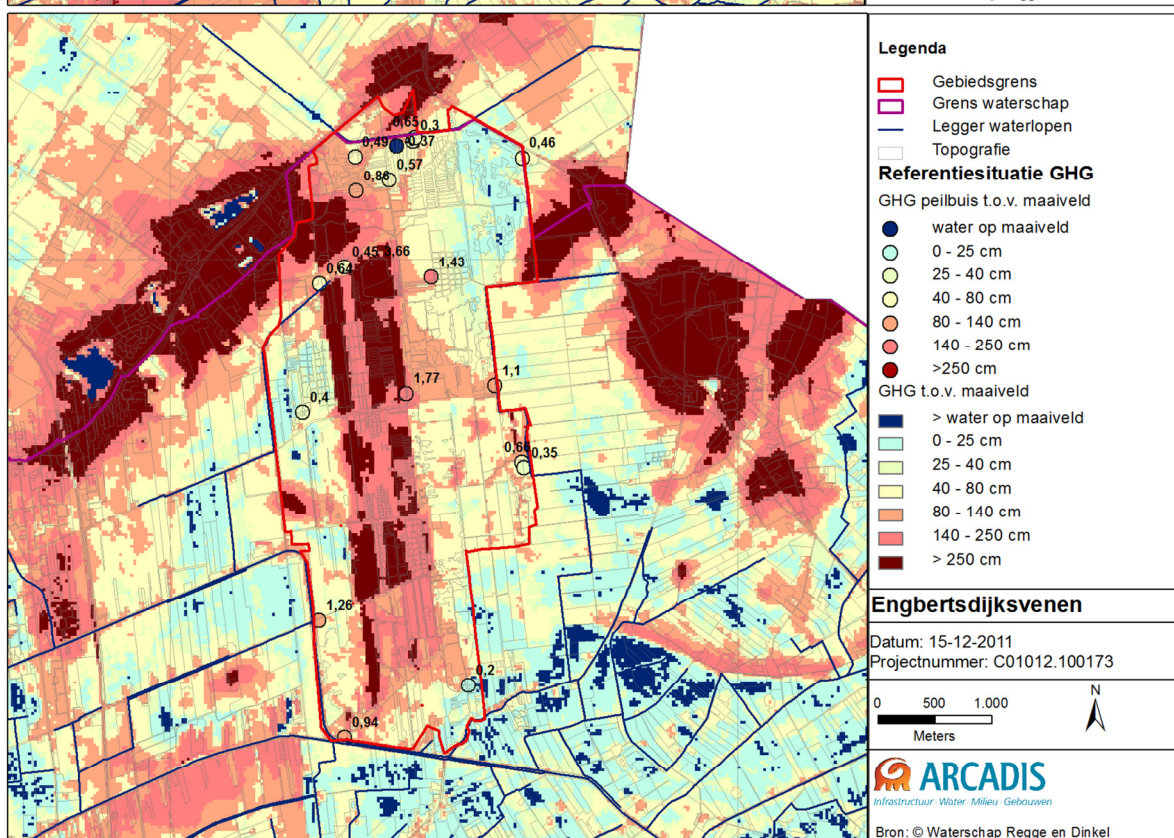 Legenda
Gebiedsgrens
Grens waterschap
Legger waterlopen
Topografie
Referentiesituatie GHG
GHG peilbuis t.o.v. maaiveld
water op maaiveld
0 - 25 cm
25 - 40 cm
40 - 80 cm
80 - 140 cm
140 - 250 cm
>250 cm
GHG t.o.v. maaiveld
> water op maaiveld
0 - 25 cm
25 - 40 cm
40 - 80 cm
80 - 140 cm
140 - 250 cm
> 250 cm
Engbertsdijksvenen
Datum: 15-12-2011
Projectnummer: C01012.100173
0 500 1.000
Meters
N
ARCADIS
Infrastructuur · Water · Milieu · Gebouwen
Bron: © Waterschap Regge en Dinkel
0,65
0,3
0,49
0,37
0,46
0,57
0,86
0,45
3,66
0,64
1,43
1,1
1,77
0,4
0,66
0,35
1,26
0,2
0,94